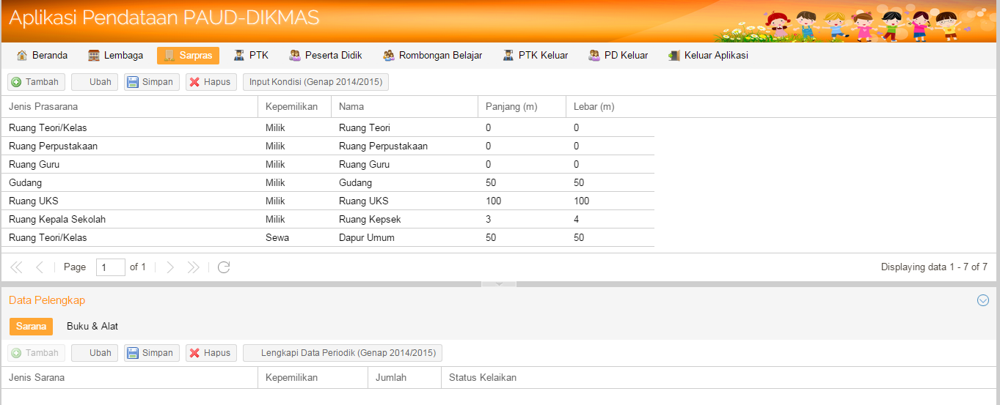 Aplikasi Pendataan PAUD-DIKMAS
Beranda Lembaga Sarpras PTK Peserta Didik Rombongan Belajar PTK Keluar PD Keluar Keluar Aplikasi
Tambah Ubah Simpan Hapus Input Kondisi (Genap 2014/2015)
Jenis Prasarana Kepemilikan Nama Panjang (m) Lebar (m)
Ruang Teori/Kelas Milik Ruang Teori 0 0
Ruang Perpustakaan Milik Ruang Perpustakaan 0 0
Ruang Guru Milik Ruang Guru 0 0
Gudang Milik Gudang 50 50
Ruang UKS Milik Ruang UKS 100 100
Ruang Kepala Sekolah Milik Ruang Kepsek 3 4
Ruang Teori/Kelas Sewa Dapur Umum 50 50
Page 1 of 1 Displaying data 1 - 7 of 7
Data Pelengkap
Sarana Buku & Alat
Tambah Ubah Simpan Hapus Lengkapi Data Periodik (Genap 2014/2015)
Jenis Sarana Kepemilikan Jumlah Status Kelaikan